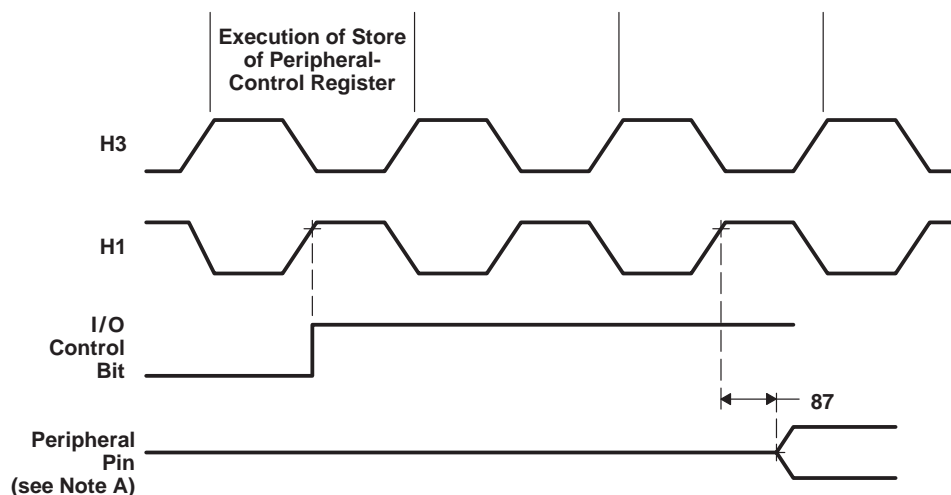 Execution of Store
of Peripheral-
Control Register
H3
H1
I/O
Control
Bit
87
Peripheral
Pin
(see Note A)